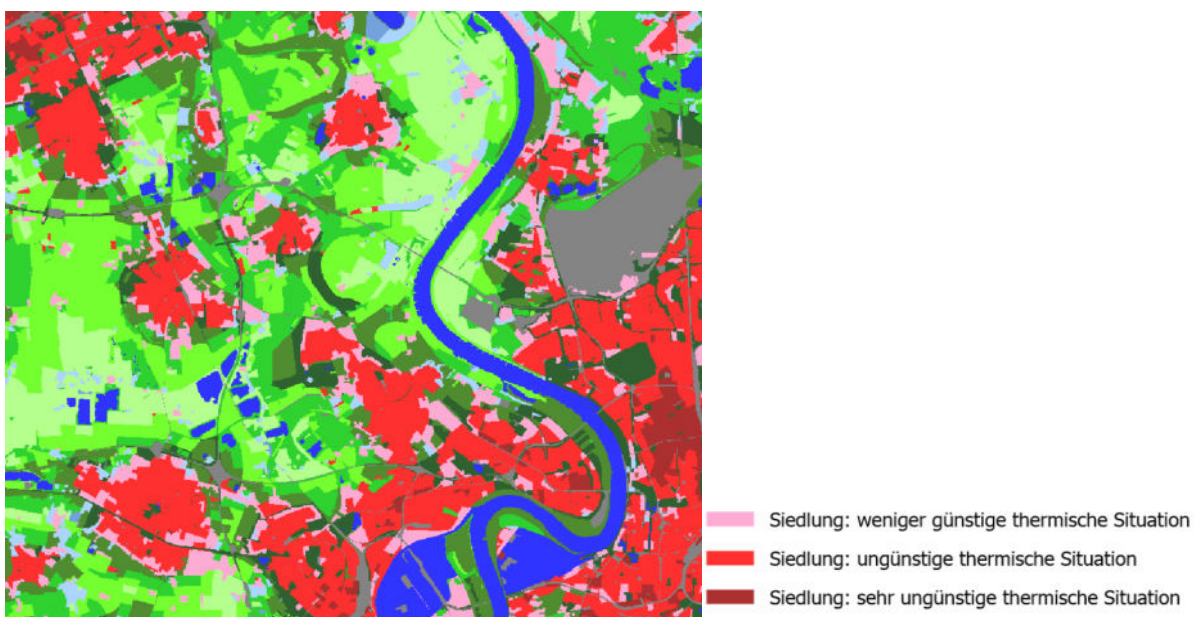 Siedlung: weniger günstige thermische Situation
Siedlung: ungünstige thermische Situation
Siedlung: sehr ungünstige thermische Situation